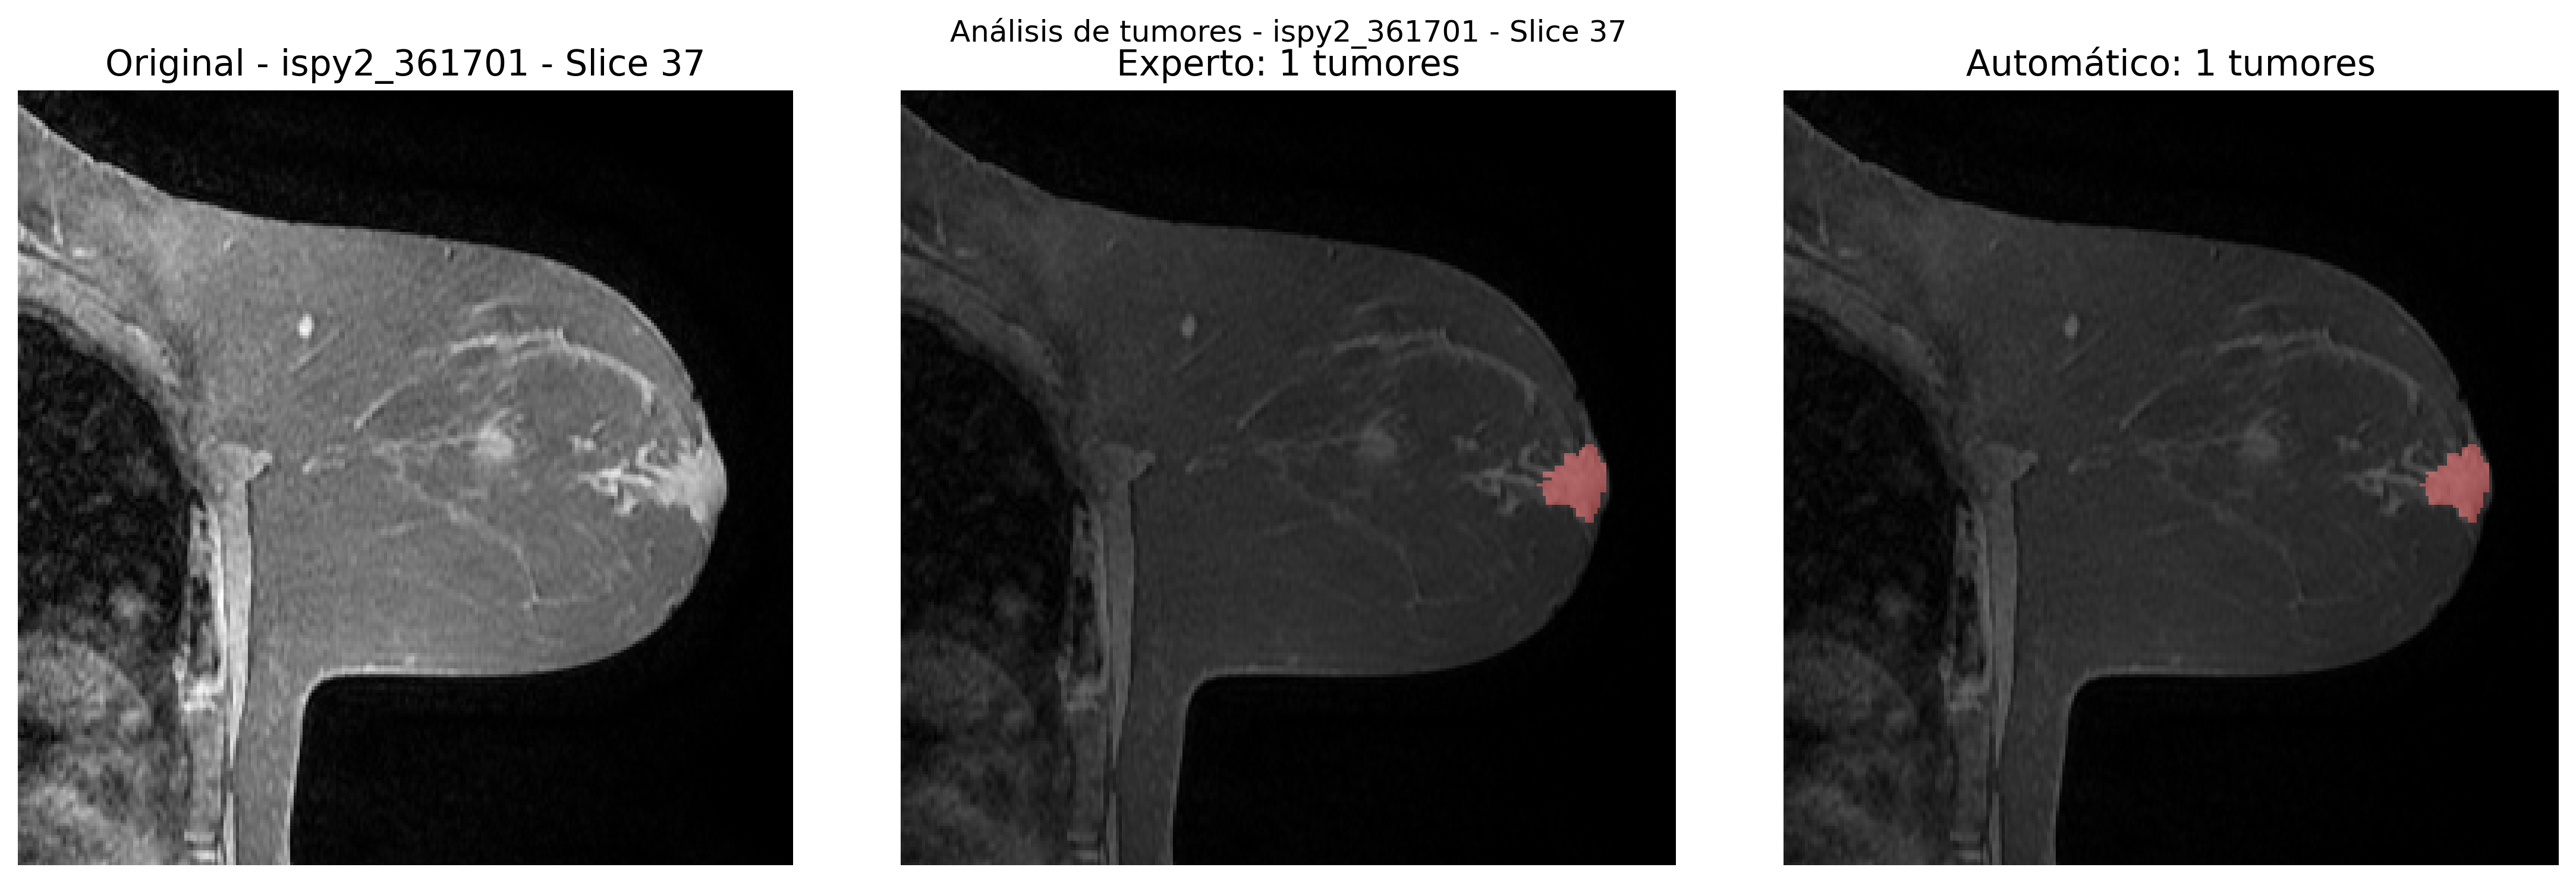 Análisis de tumores - ispy2_361701 - Slice 37
Original - ispy2_361701 - Slice 37
Experto: 1 tumores
Automático: 1 tumores